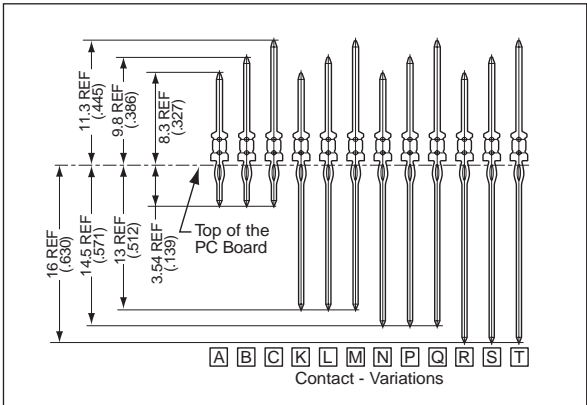 11.3 REF
(.445)
9.8 REF
(.386)
8.3 REF
(.327)
16 REF
(.630)
14.5 REF
(.571)
13 REF
(.512)
3.54 REF
(.139)
Top of the
PC Board
A B C K L M N P Q R S T
Contact - Variations